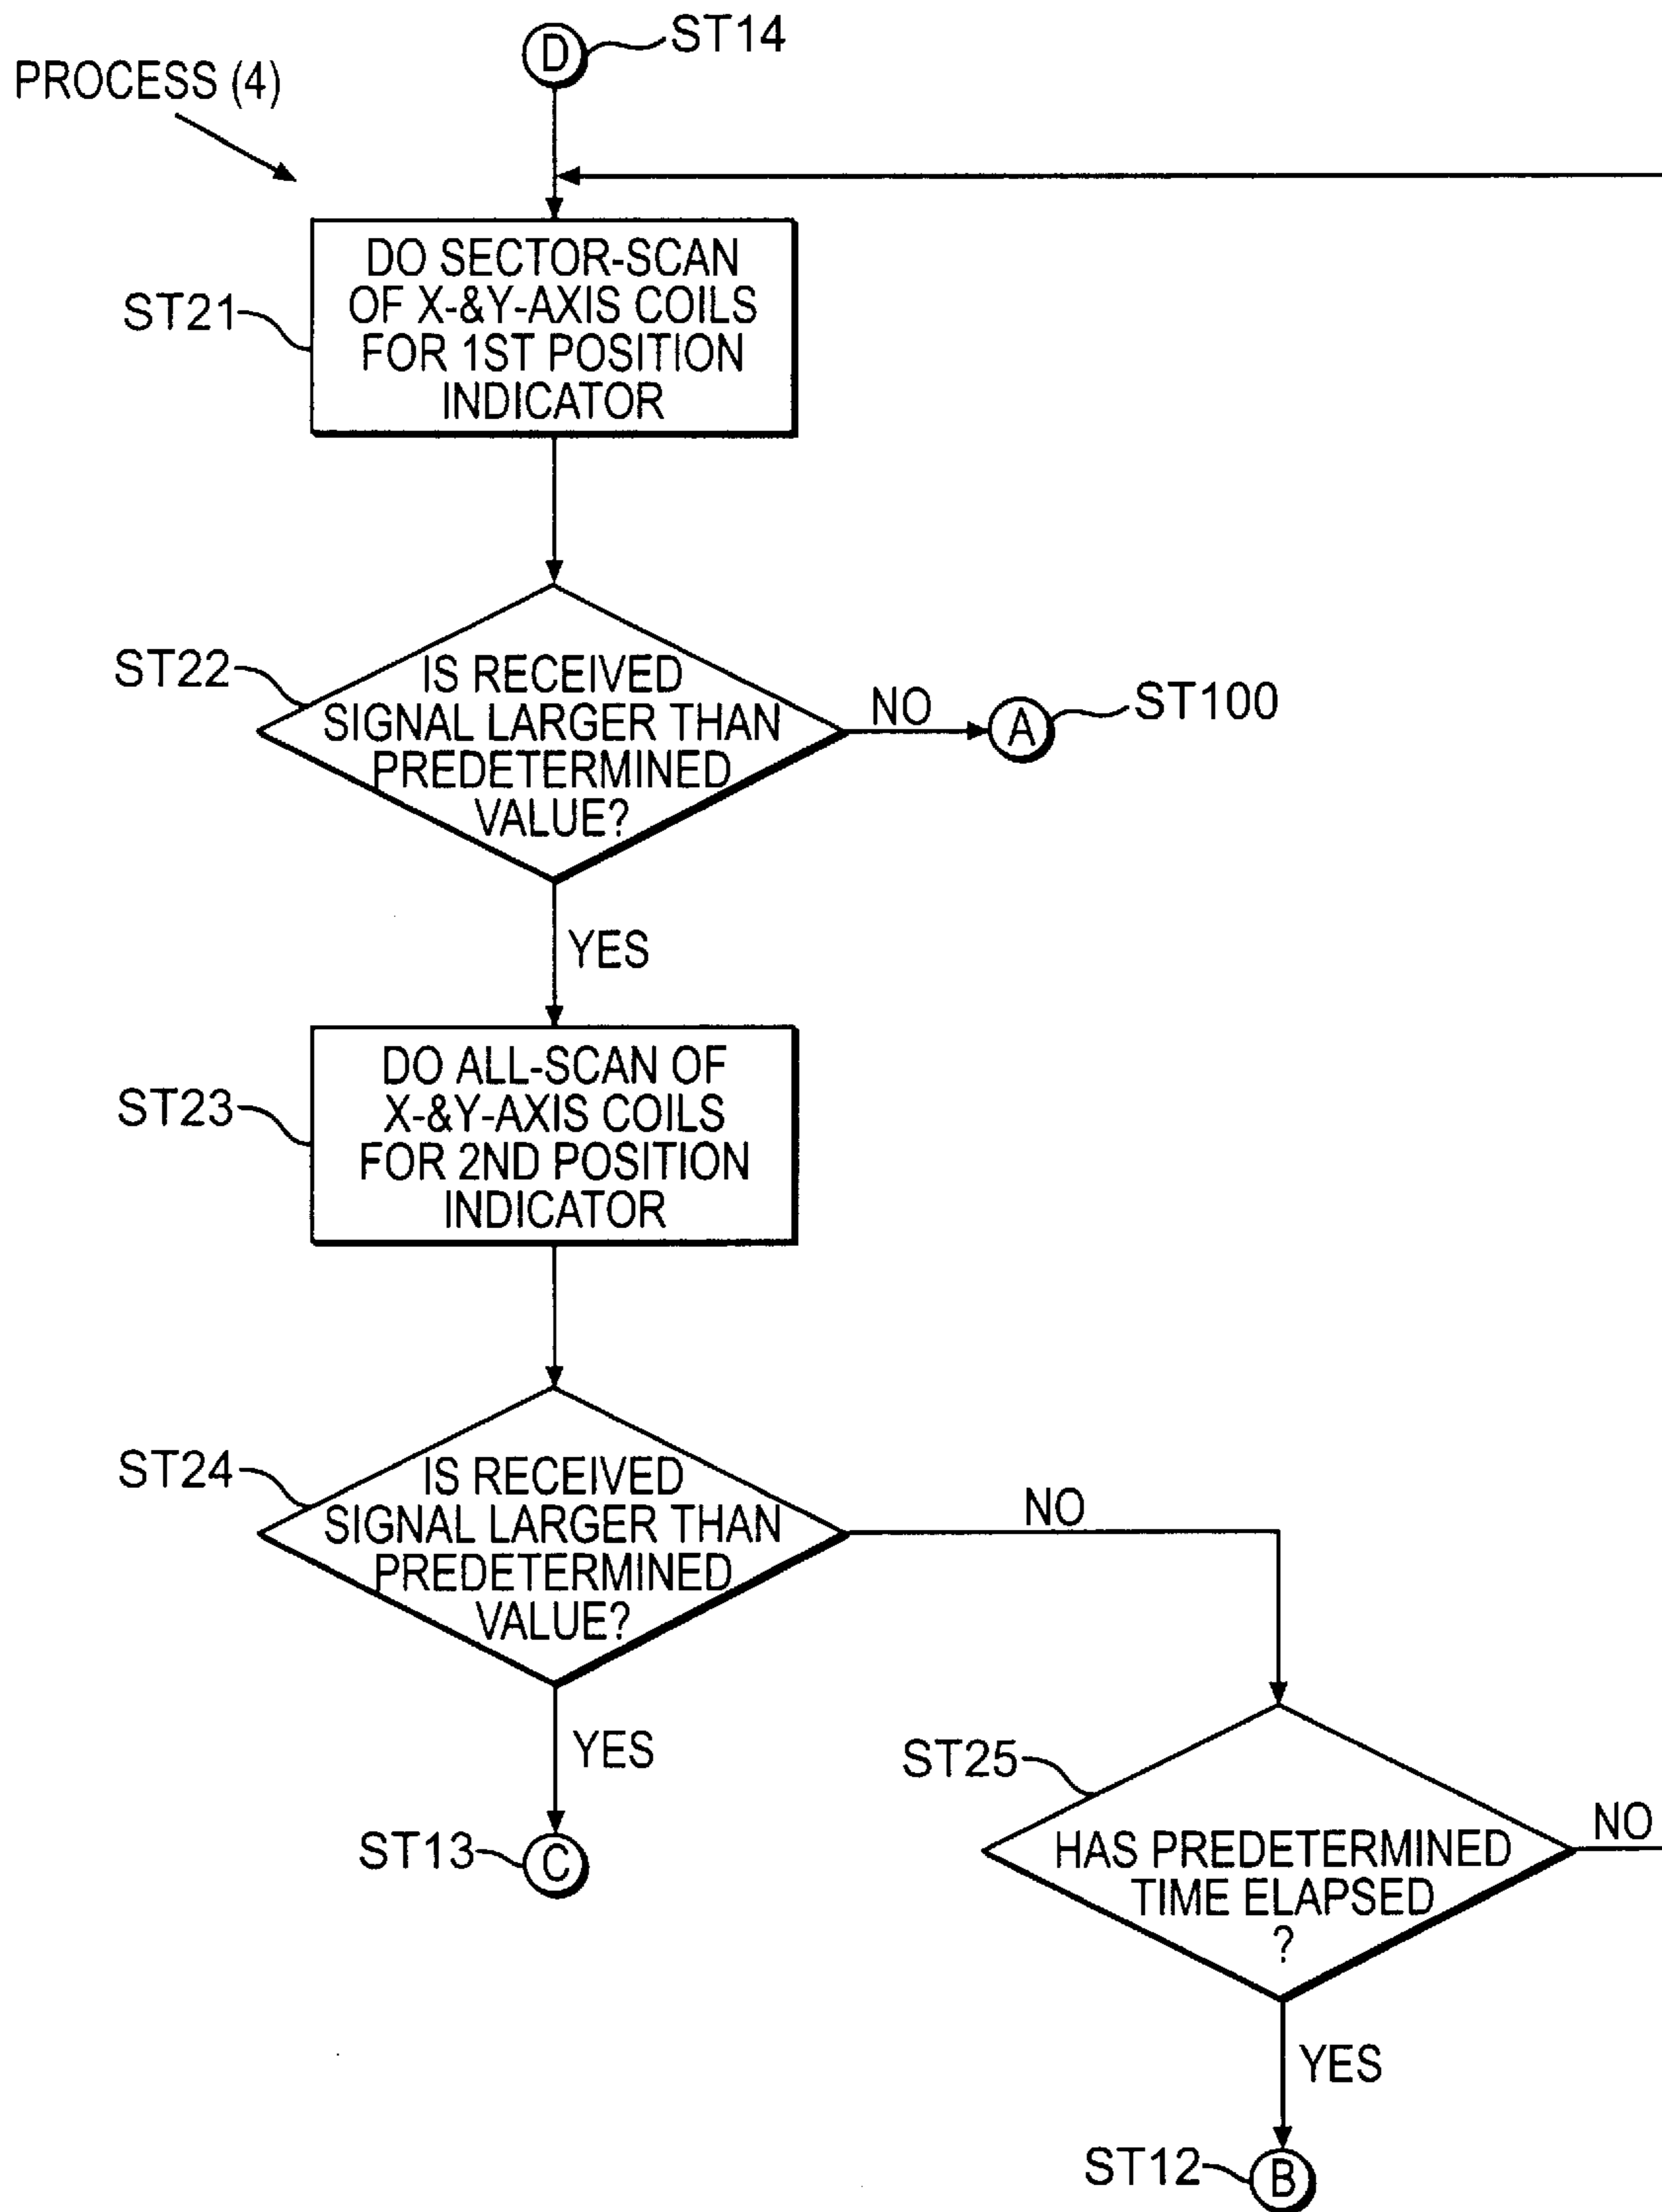 D
ST14
PROCESS (4)
DO SECTOR-SCAN
OF X-&Y-AXIS COILS
FOR 1ST POSITION
INDICATOR
ST21
ST22
IS RECEIVED
SIGNAL LARGER THAN
PREDETERMINED
VALUE?
NO
A
ST100
YES
DO ALL-SCAN OF
X-&Y-AXIS COILS
FOR 2ND POSITION
INDICATOR
ST23
ST24
IS RECEIVED
SIGNAL LARGER THAN
PREDETERMINED
VALUE?
NO
YES
ST13
C
ST25
HAS PREDETERMINED
TIME ELAPSED
?
NO
YES
ST12
B